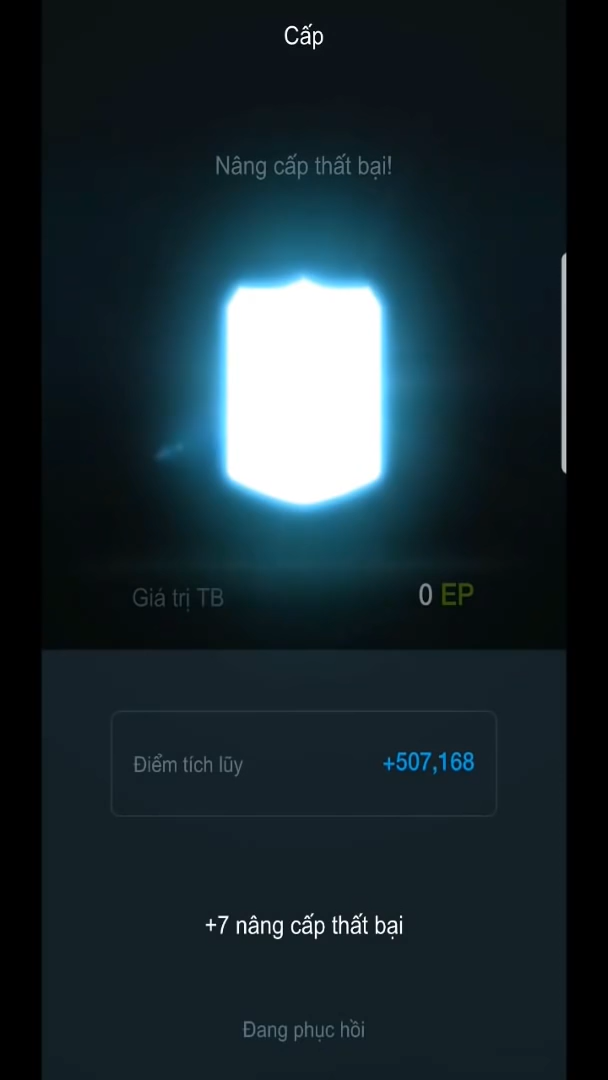 Cấp
Nâng cấp thất bại!
Giá trị TB 0 EP
Điểm tích lũy +507,168
+7 nâng cấp thất bại
Đang phục hồi